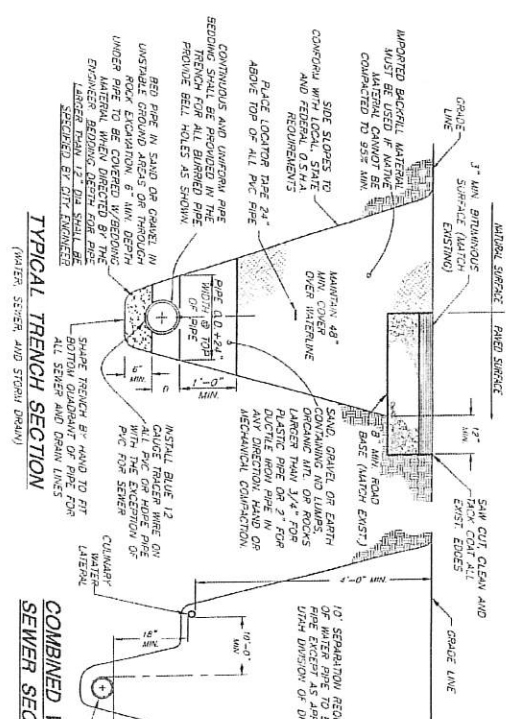 NATURAL SURFACE
PAVED SURFACE
GRADE
LINE
3" MIN. BITUMINOUS
SURFACE (MATCH
EXISTING)
12"
MIN.
SAW CUT, CLEAN AND
TACK COAT ALL
EXIST. EDGES
GRADE LINE
IMPORTED BACKFILL MATERIAL
MUST BE USED IF NATIVE
MATERIAL CANNOT BE
COMPACTED TO 95% MIN.
SIDE SLOPES TO
CONFORM WITH LOCAL, STATE
AND FEDERAL O.S.H.A.
REQUIREMENTS
PLACE LOCATOR TAPE 24"
ABOVE TOP OF ALL PVC PIPE
CONTINUOUS AND UNIFORM PIPE
BEDDING SHALL BE PROVIDED IN THE
TRENCH FOR ALL BURRIED PIPE
PROVIDE BELL HOLES AS SHOWN.
BED PIPE IN SAND OR GRAVEL IN
UNSTABLE GROUND AREAS OR THROUGH
ROCK EXCAVATION. 6" MIN. DEPTH
UNDER PIPE TO BE COVERED W/BEDDING
MATERIAL WHEN DIRECTED BY THE
ENGINEER. BEDDING DEPTH FOR PIPE
LARGER THAN 12" DIA SHALL BE
SPECIFIED BY CITY ENGINEER
MAINTAIN 48"
MIN. COVER
OVER WATERLINE
8" MIN. ROAD
BASE (MATCH EXIST.)
SAND, GRAVEL OR EARTH
CONTAINING NO LUMPS,
ORGANIC MTL. OR ROCKS
LARGER THAN 3/4" FOR
PLASTIC PIPE OR 2" FOR
DUCTILE IRON PIPE IN
ANY DIRECTION. HAND OR
MECHANICAL COMPACTION.
PIPE O.D.+24"
WIDTH @ TOP
OF PIPE
1'-0"
MIN.
D
6"
MIN.
INSTALL BLUE 12
GAUGE TRACER WIRE ON
ALL PVC OR HDPE PIPE
WITH THE EXCEPTION OF
PVC FOR SEWER
SHAPE TRENCH BY HAND TO FIT
BOTTOM QUADRANT OF PIPE FOR
ALL SEWER AND DRAIN LINES
TYPICAL TRENCH SECTION
(WATER, SEWER, AND STORM DRAIN)
4'-0" MIN.
10' SEPARATION
OF WATER PIPE TO
PIPE EXCEPT AS
UTAH DIVISION OF
10'-0"
MIN.
18"
MIN.
CULINARY
WATER
LATERAL
COMBINED
SEWER